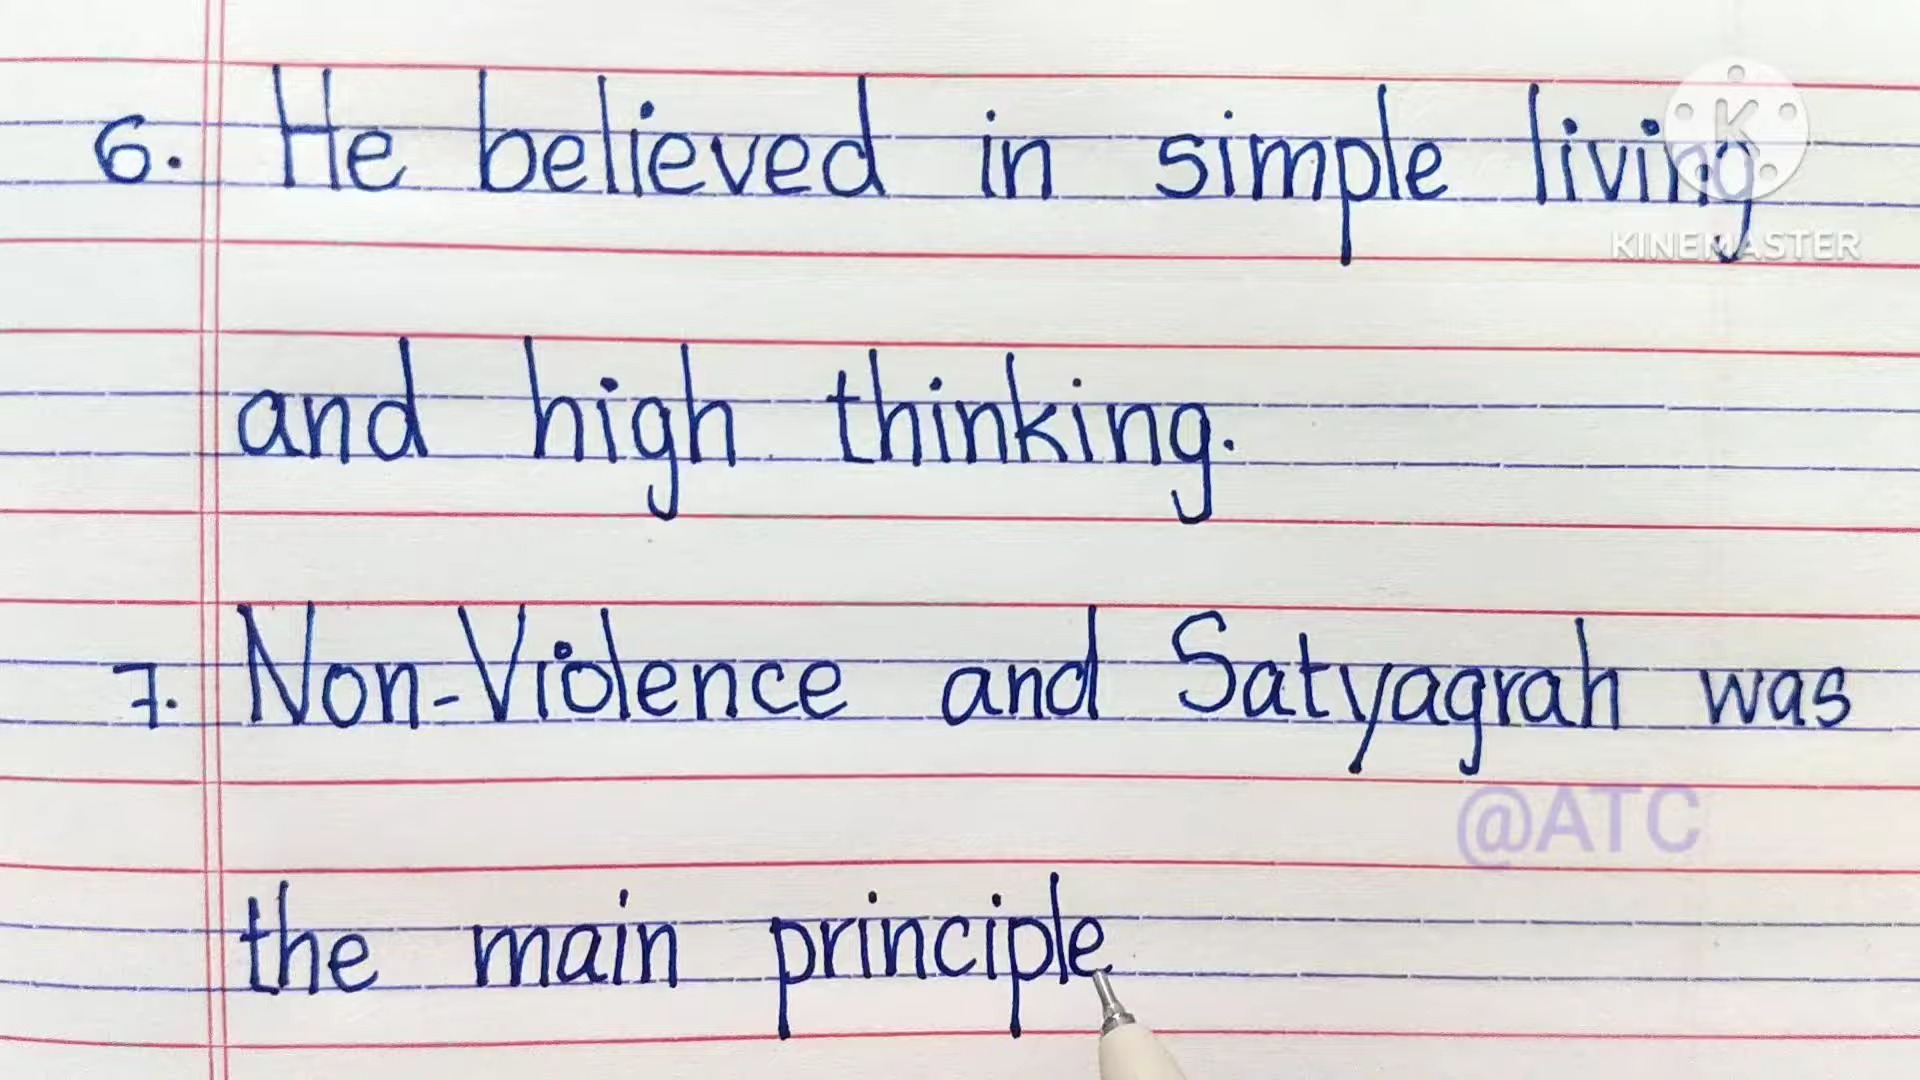 6. He believed in simple living
KINEMASTER
and high thinking.
7. Non-Violence and Satyagrah was
@ATC
the main principle